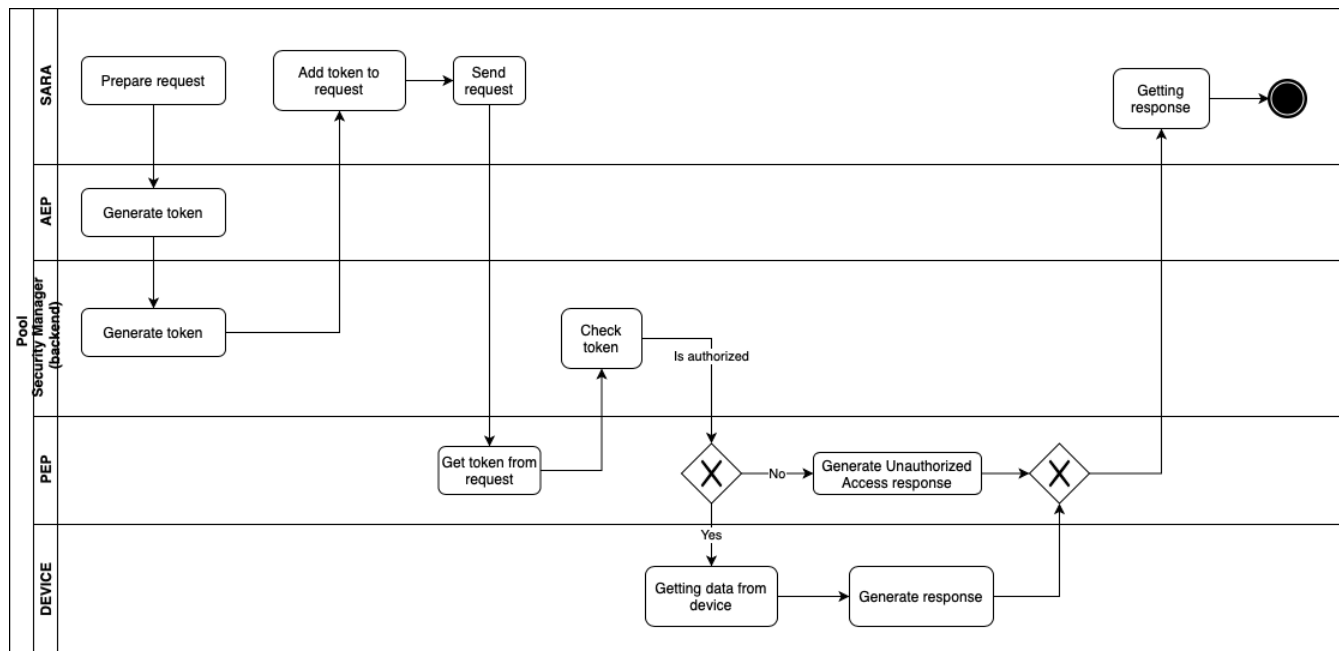 Pool
SARA
Prepare request
Add token to
request
Send
request
Getting
response
AEP
Generate token
Security Manager
(backend)
Generate token
Check
token
Is authorized
PEP
Get token from
request
No
Generate Unauthorized
Access response
Yes
DEVICE
Getting data from
device
Generate response